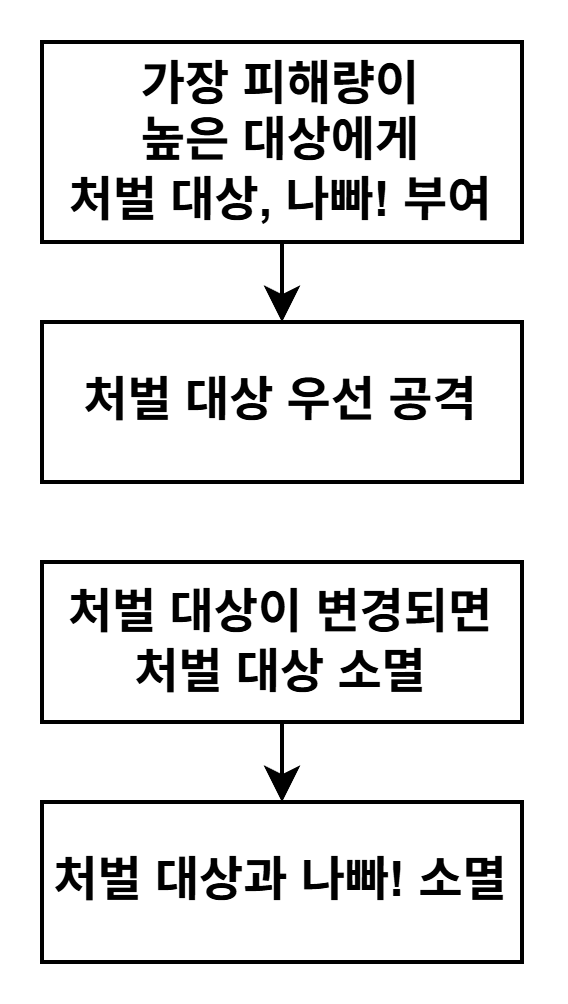 가장 피해량이
높은 대상에게
처벌 대상, 나빠! 부여
처벌 대상 우선 공격
처벌 대상이 변경되면
처벌 대상 소멸
처벌 대상과 나빠! 소멸